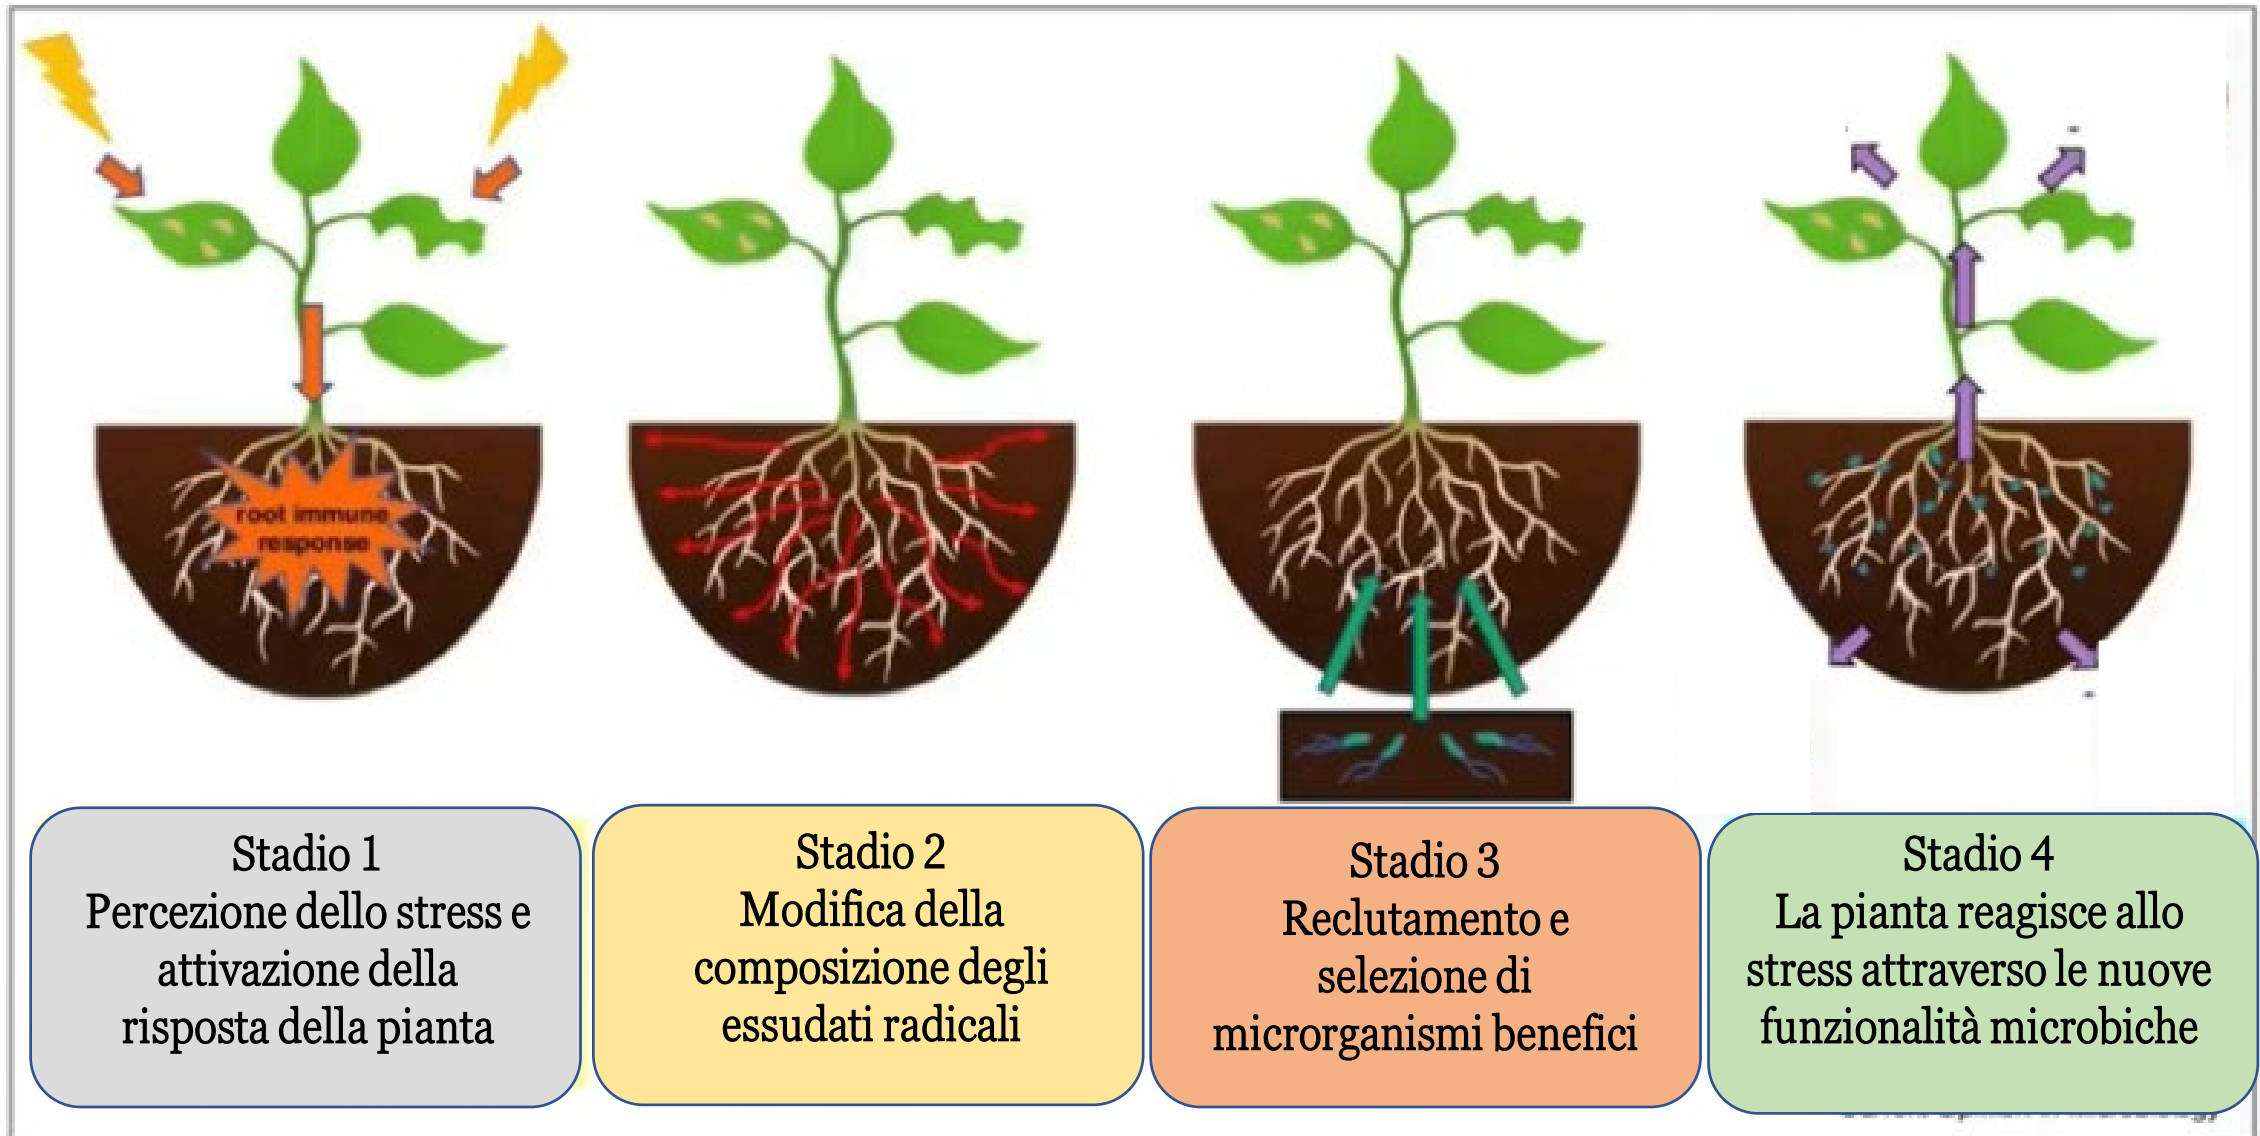 root immune
response
Stadio 1
Percezione dello stress e
attivazione della
risposta della pianta
Stadio 2
Modifica della
composizione degli
essudati radicali
Stadio 3
Reclutamento e
selezione di
microrganismi benefici
Stadio 4
La pianta reagisce allo
stress attraverso le nuove
funzionalità microbiche